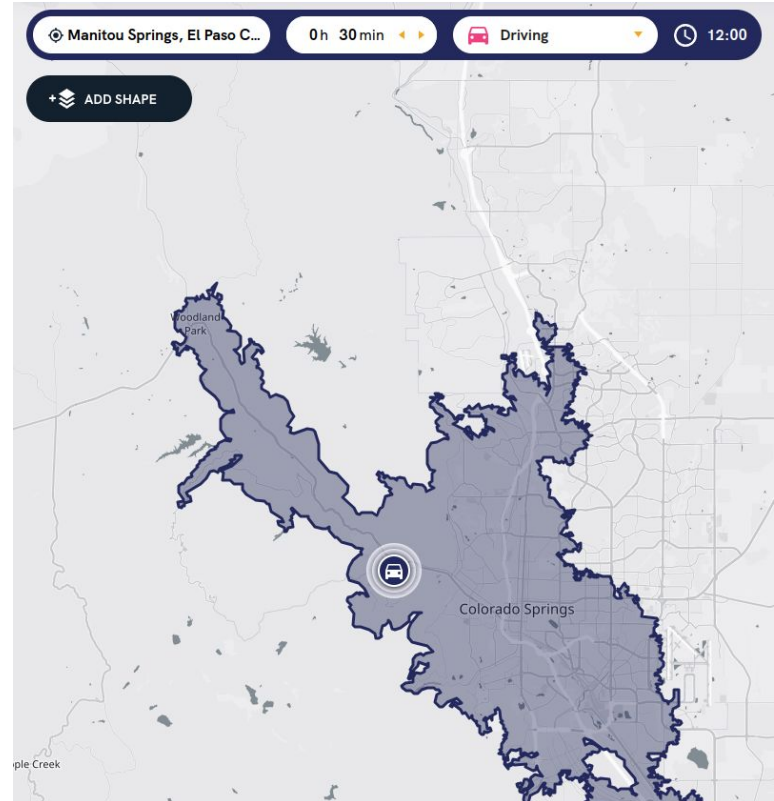 Manitou Springs, El Paso C...
0h 30min
Driving
12:00
+ ADD SHAPE
Woodland
Park
Colorado Springs
ple Creek